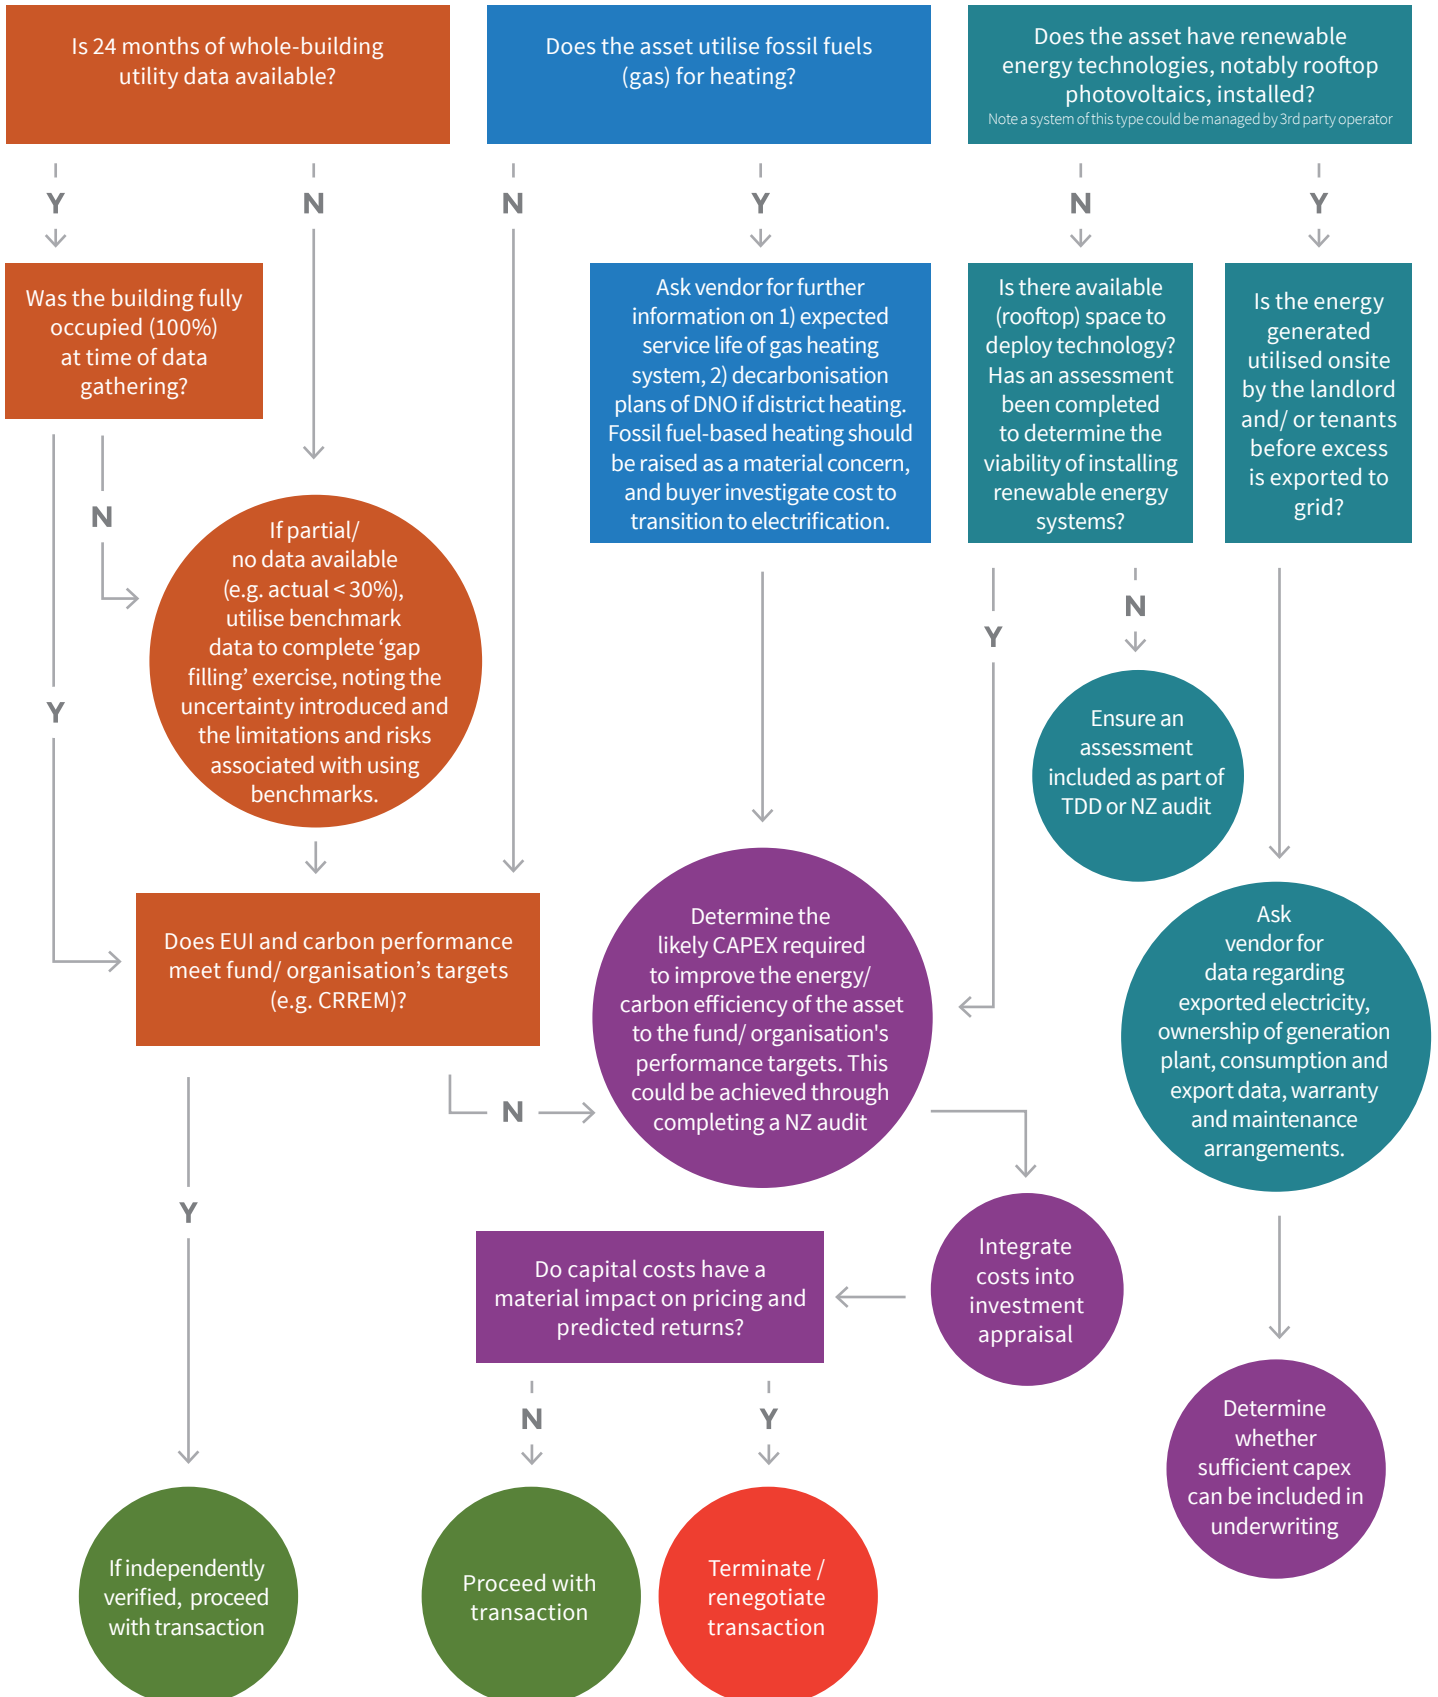 Is 24 months of whole-building
utility data available?
Does the asset utilise fossil fuels
(gas) for heating?
Does the asset have renewable
energy technologies, notably rooftop
photovoltaics, installed?
Note a system of this type could be managed by 3rd party operator
Y
N
N
Y
N
Y
Was the building fully
occupied (100%)
at time of data
gathering?
Ask vendor for further
information on 1) expected
service life of gas heating
system, 2) decarbonisation
plans of DNO if district heating.
Fossil fuel-based heating should
be raised as a material concern,
and buyer investigate cost to
transition to electrification.
Is there available
(rooftop) space to
deploy technology?
Has an assessment
been completed
to determine the
viability of installing
renewable energy
systems?
Is the energy
generated
utilised onsite
by the landlord
and/ or tenants
before excess
is exported to
grid?
N
Y
If partial/
no data available
(e.g. actual < 30%),
utilise benchmark
data to complete ‘gap
filling’ exercise, noting the
uncertainty introduced and
the limitations and risks
associated with using
benchmarks.
Y
N
Ensure an
assessment
included as part of
TDD or NZ audit
Does EUI and carbon performance
meet fund/ organisation’s targets
(e.g. CRREM)?
Determine the
likely CAPEX required
to improve the energy/
carbon efficiency of the asset
to the fund/ organisation's
performance targets. This
could be achieved through
completing a NZ audit
Ask
vendor for
data regarding
exported electricity,
ownership of generation
plant, consumption and
export data, warranty
and maintenance
arrangements.
N
Y
Do capital costs have a
material impact on pricing and
predicted returns?
Integrate
costs into
investment
appraisal
N
Y
Determine
whether
sufficient capex
can be included in
underwriting
If independently
verified, proceed
with transaction
Proceed with
transaction
Terminate /
renegotiate
transaction